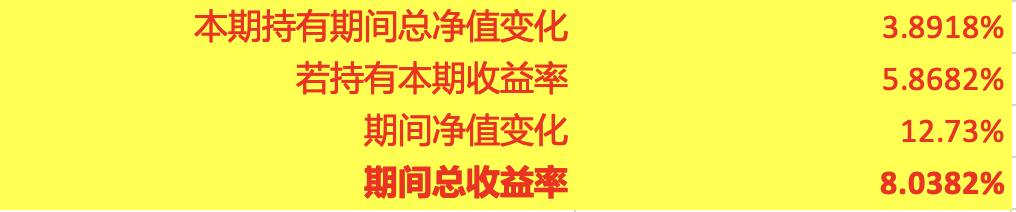 本期持有期间总净值变化 3.8918%
若持有本期收益率 5.8682%
期间净值变化 12.73%
期间总收益率 8.0382%